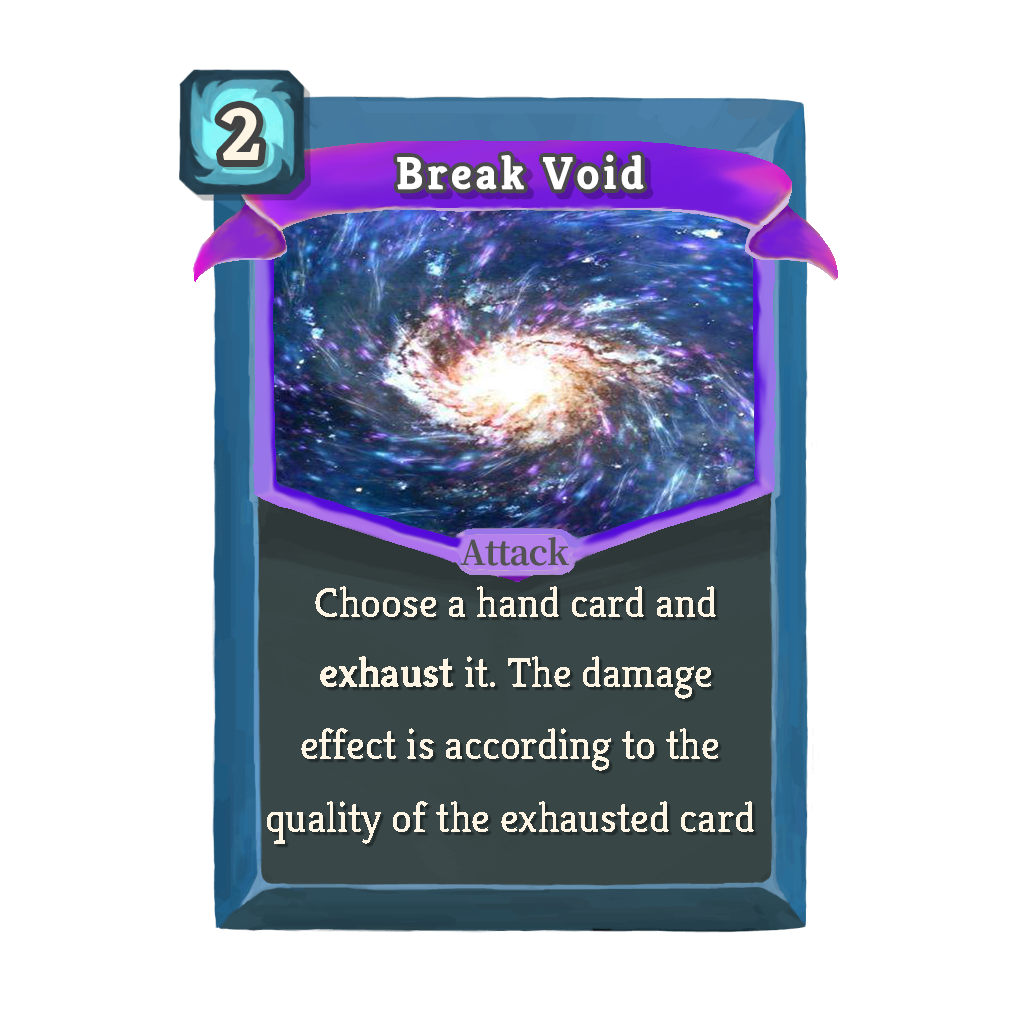 2
Break Void
Attack
Choose a hand card and
exhaust it. The damage
effect is according to the
quality of the exhausted card